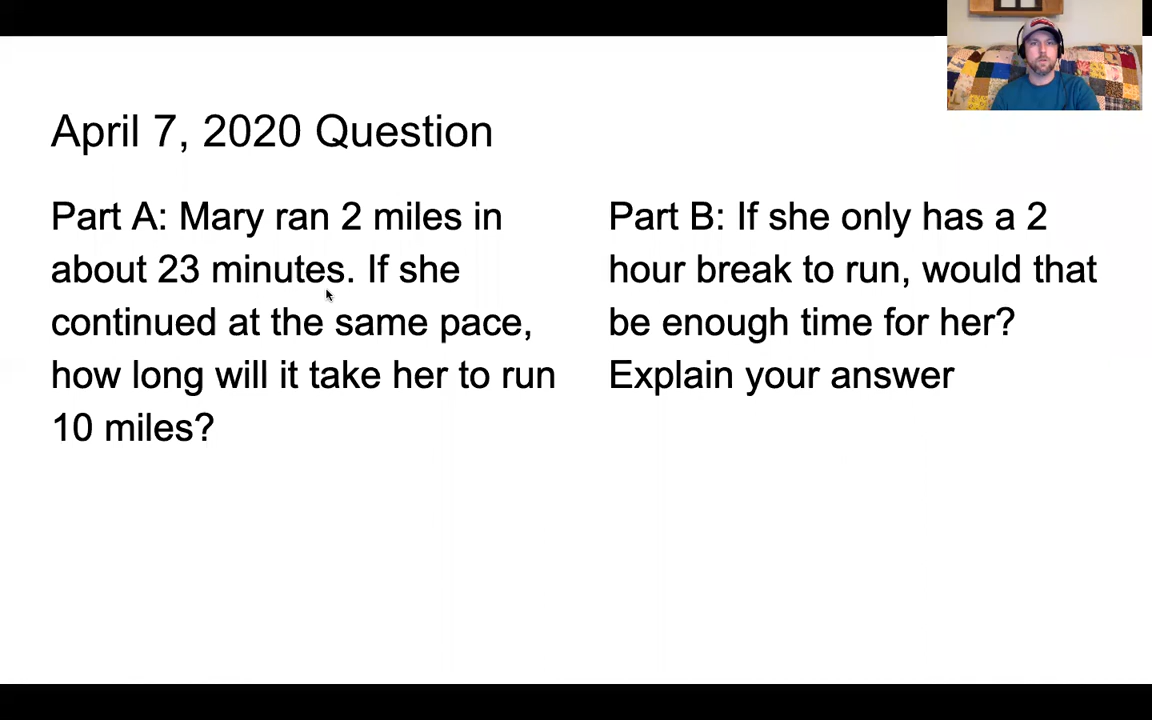 April 7, 2020 Question
Part A: Mary ran 2 miles in
about 23 minutes. If she
continued at the same pace,
how long will it take her to run
10 miles?
Part B: If she only has a 2
hour break to run, would that
be enough time for her?
Explain your answer